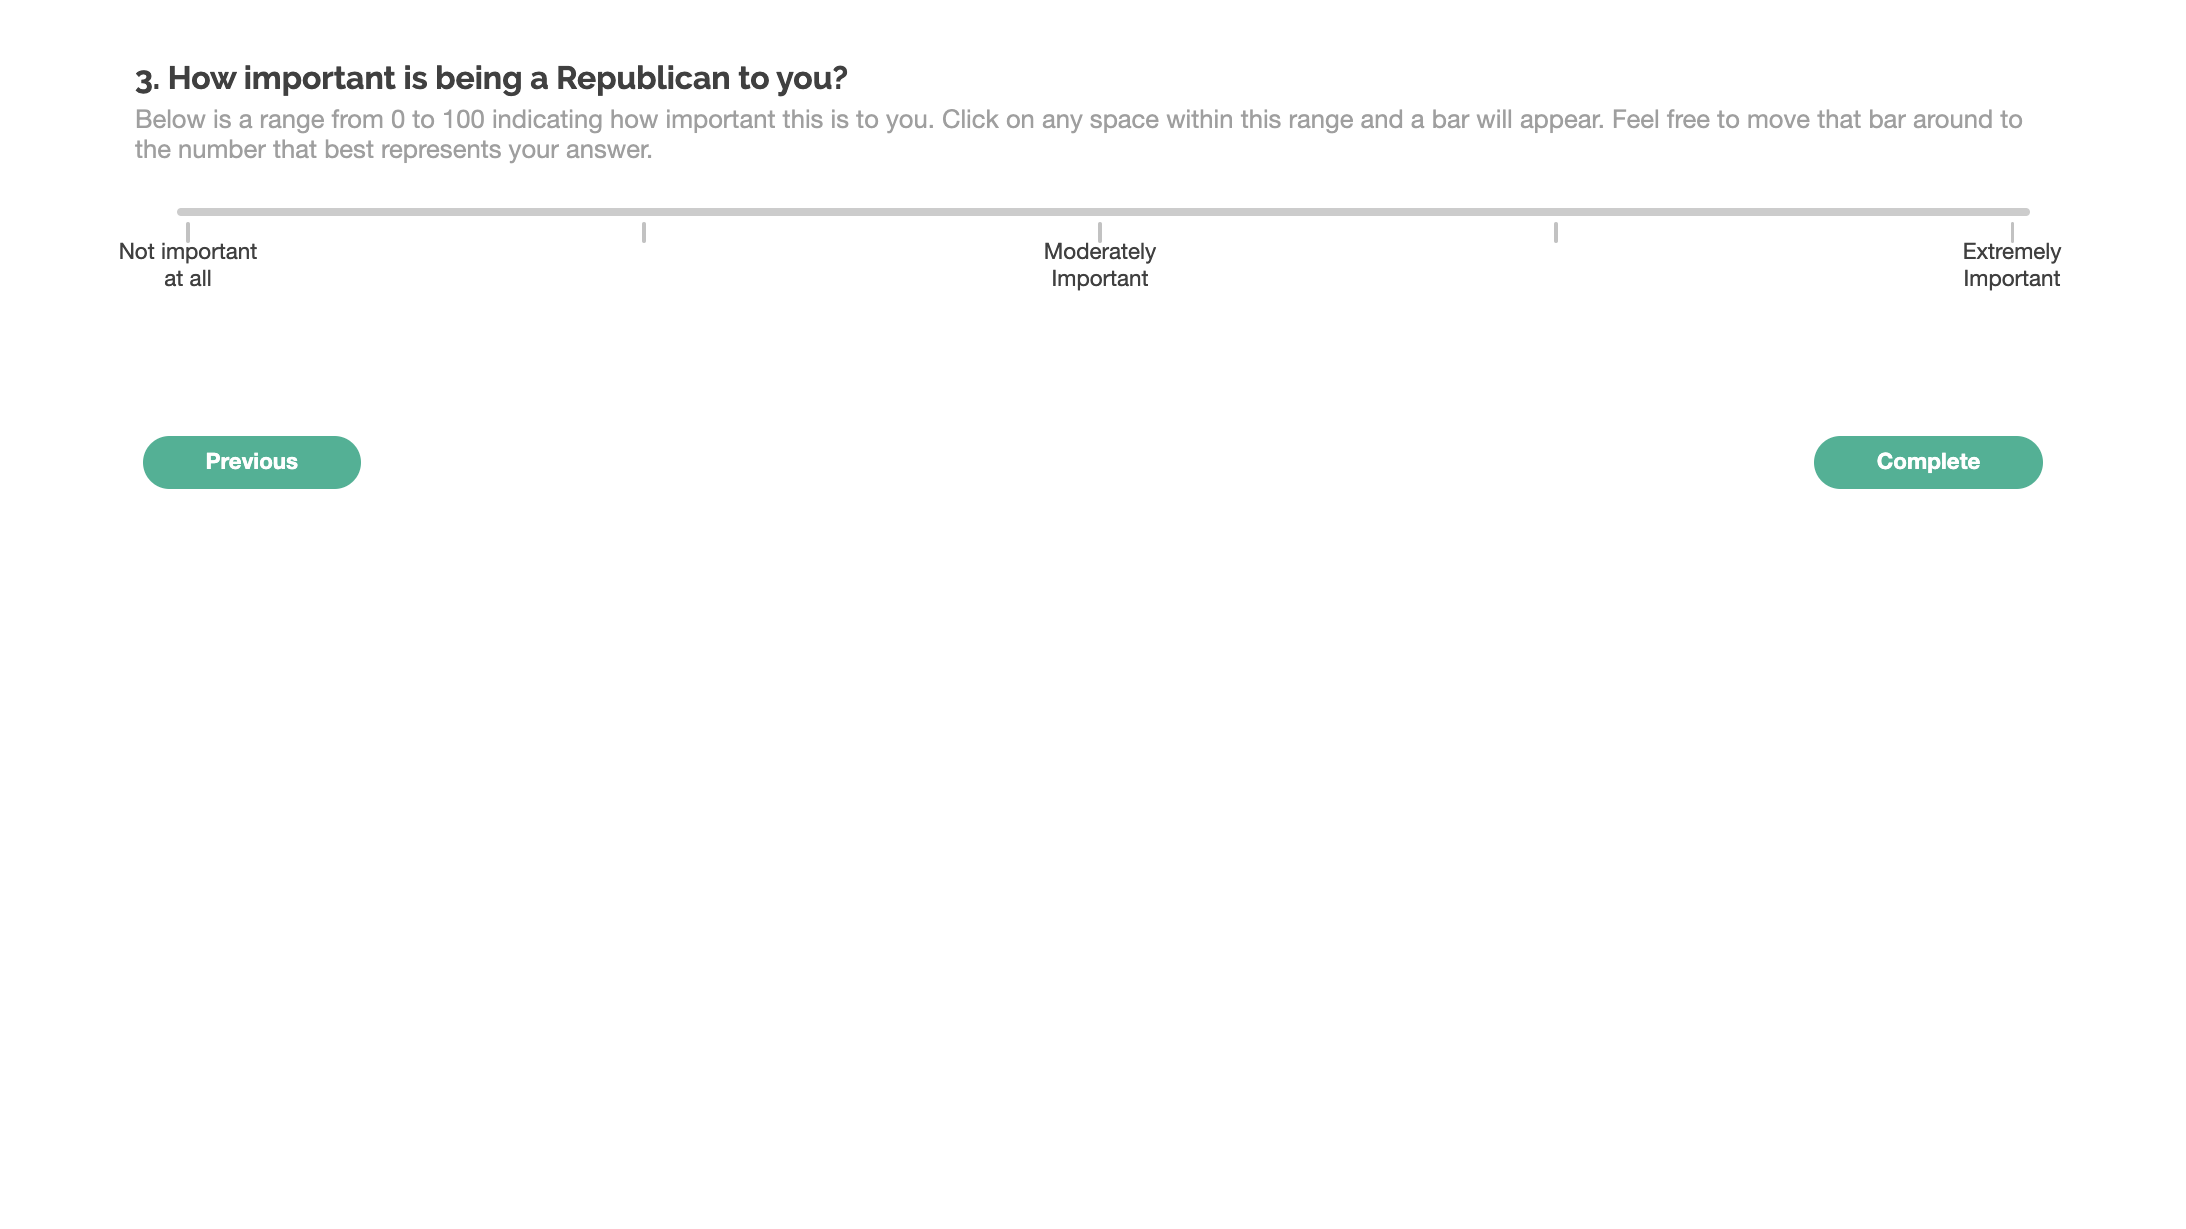 3. How important is being a Republican to you?
Below is a range from 0 to 100 indicating how important this is to you. Click on any space within this range and a bar will appear. Feel free to move that bar around to
the number that best represents your answer.
Not important
at all
Moderately
Important
Extremely
Important
Previous
Complete